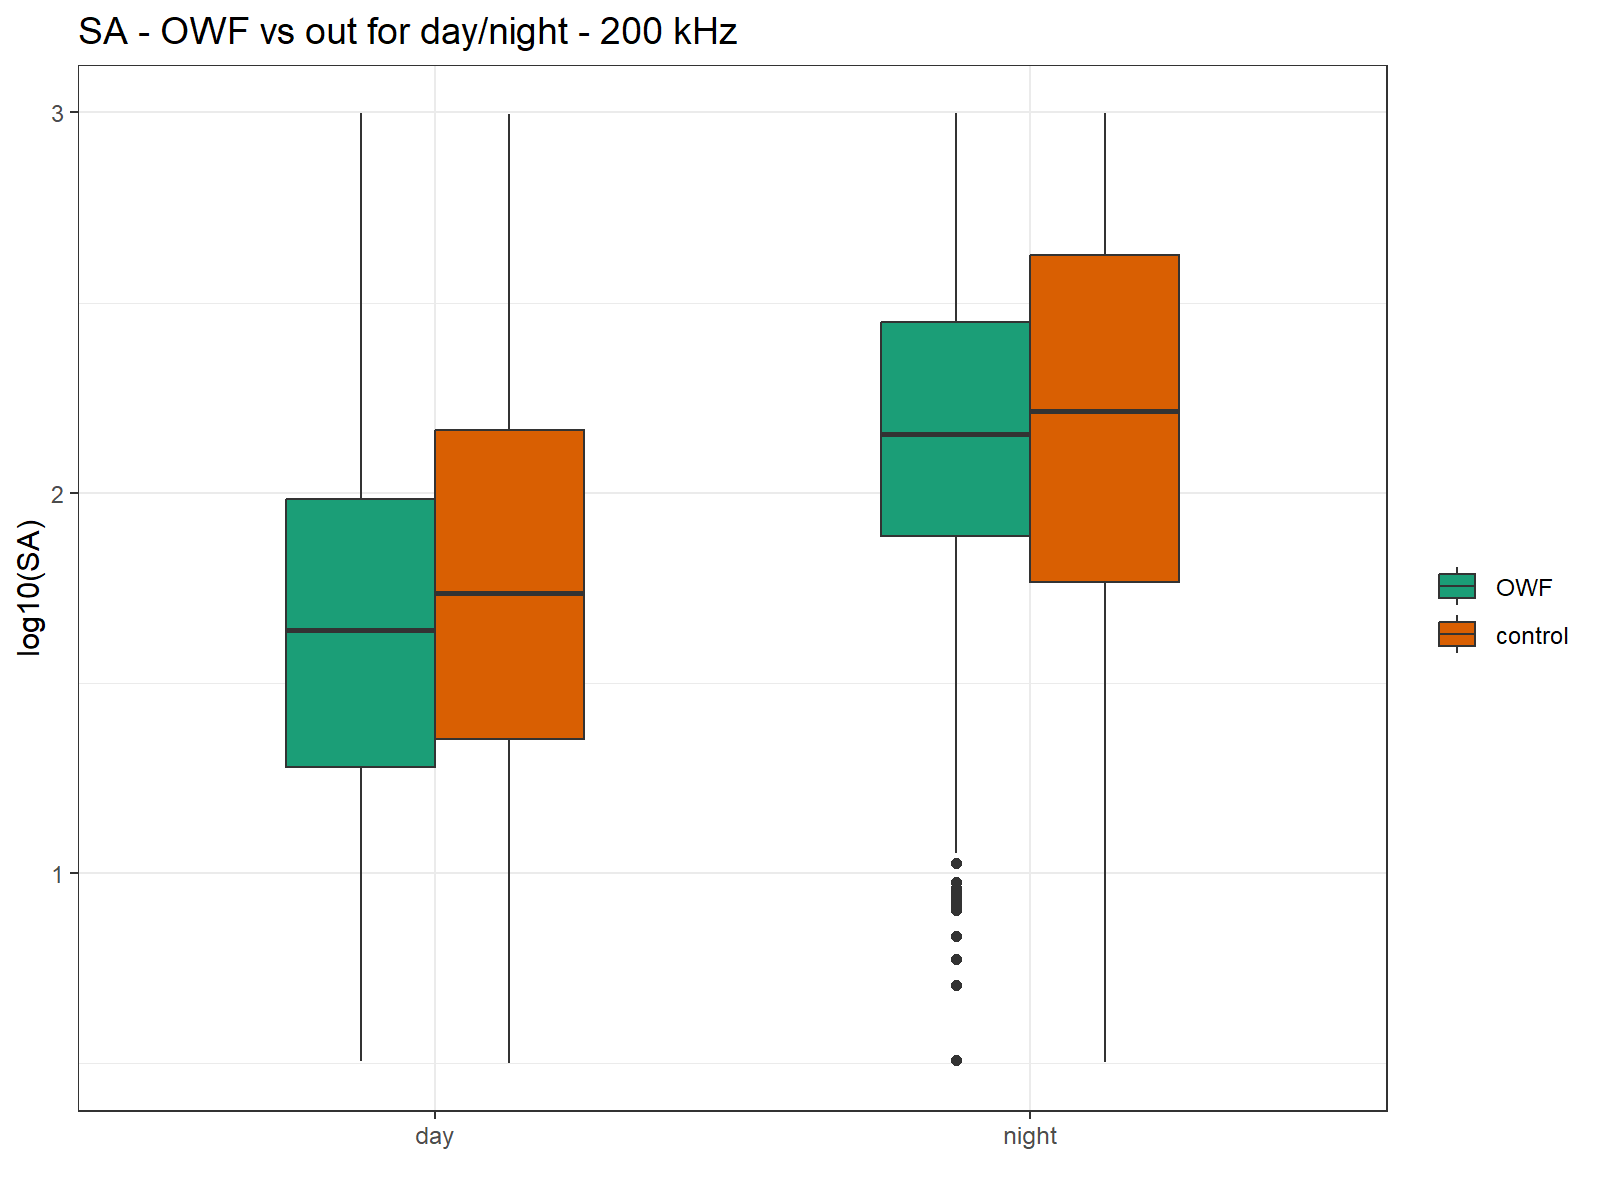 SA - OWF vs out for day/night - 200 kHz
log10(SA)
3
2
1
day
night
OWF
control